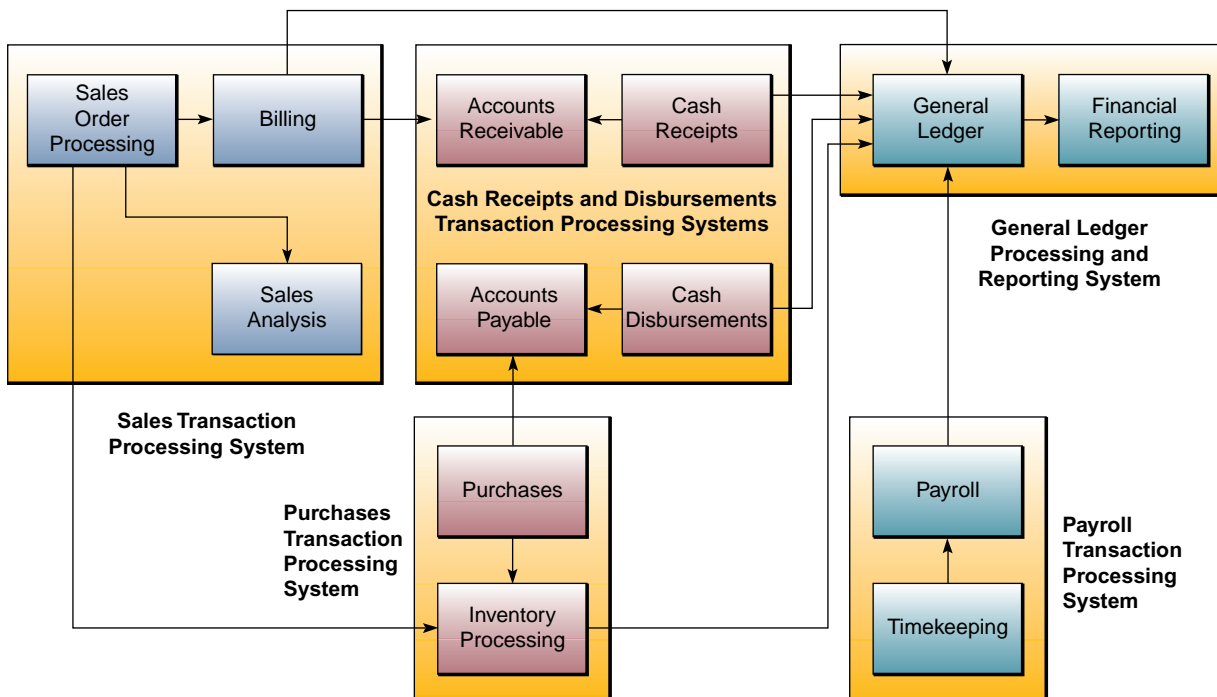 Sales
Order
Processing
Billing
Sales
Analysis
Sales Transaction
Processing System
Accounts
Receivable
Cash
Receipts
Cash Receipts and Disbursements
Transaction Processing Systems
Accounts
Payable
Cash
Disbursements
General
Ledger
Financial
Reporting
General Ledger
Processing and
Reporting System
Purchases
Transaction
Processing
System
Purchases
Inventory
Processing
Payroll
Timekeeping
Payroll
Transaction
Processing
System